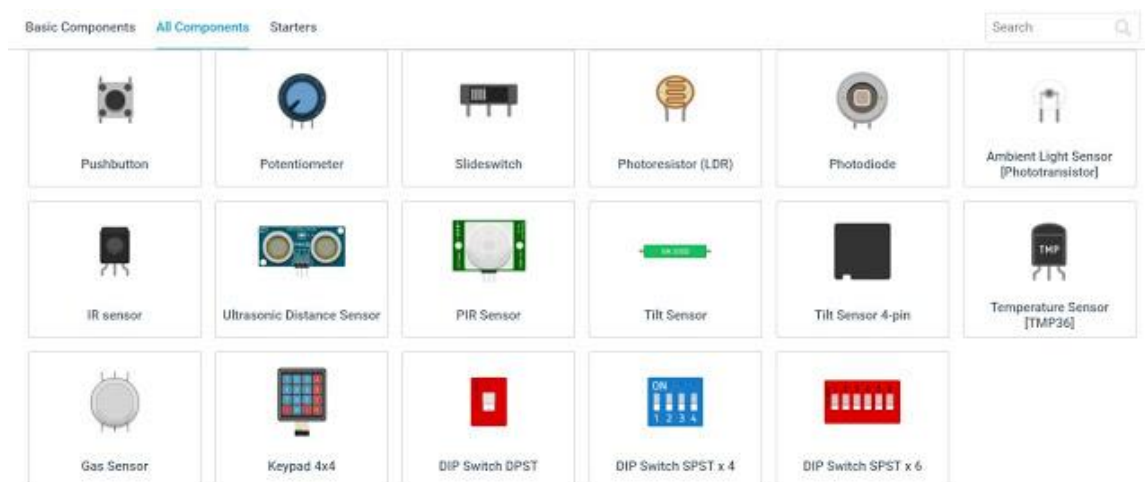 Basic Components All Components Starters Search
Pushbutton
Potentiometer
Slideswitch
Photoresistor (LDR)
Photodiode
Ambient Light Sensor
[Phototransistor]
IR sensor
Ultrasonic Distance Sensor
PIR Sensor
Tilt Sensor
Tilt Sensor 4-pin
TMP
Temperature Sensor
[TMP36]
Gas Sensor
Keypad 4x4
DIP Switch DPST
ON
1 2 3 4
DIP Switch SPST x 4
DIP Switch SPST x 6